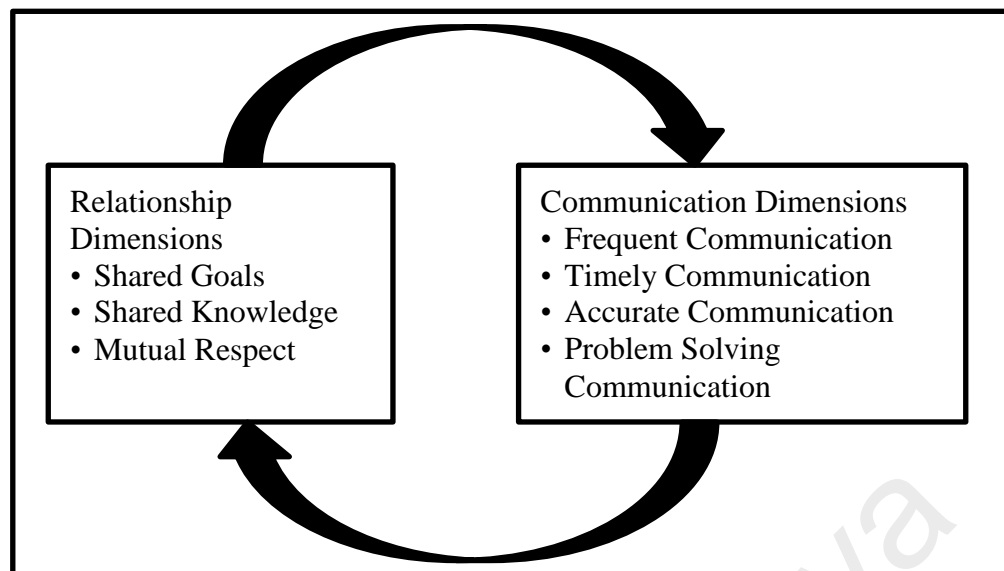 Relationship
Dimensions
• Shared Goals
• Shared Knowledge
• Mutual Respect
Communication Dimensions
• Frequent Communication
• Timely Communication
• Accurate Communication
• Problem Solving
Communication